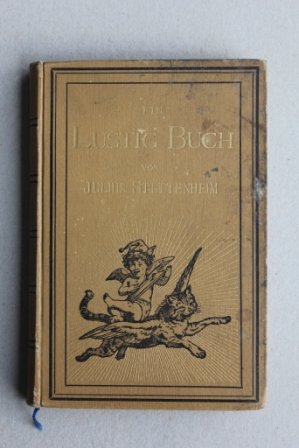 EIN
LUSTIG BUCH
VON
JULIUS STETTENHEIM